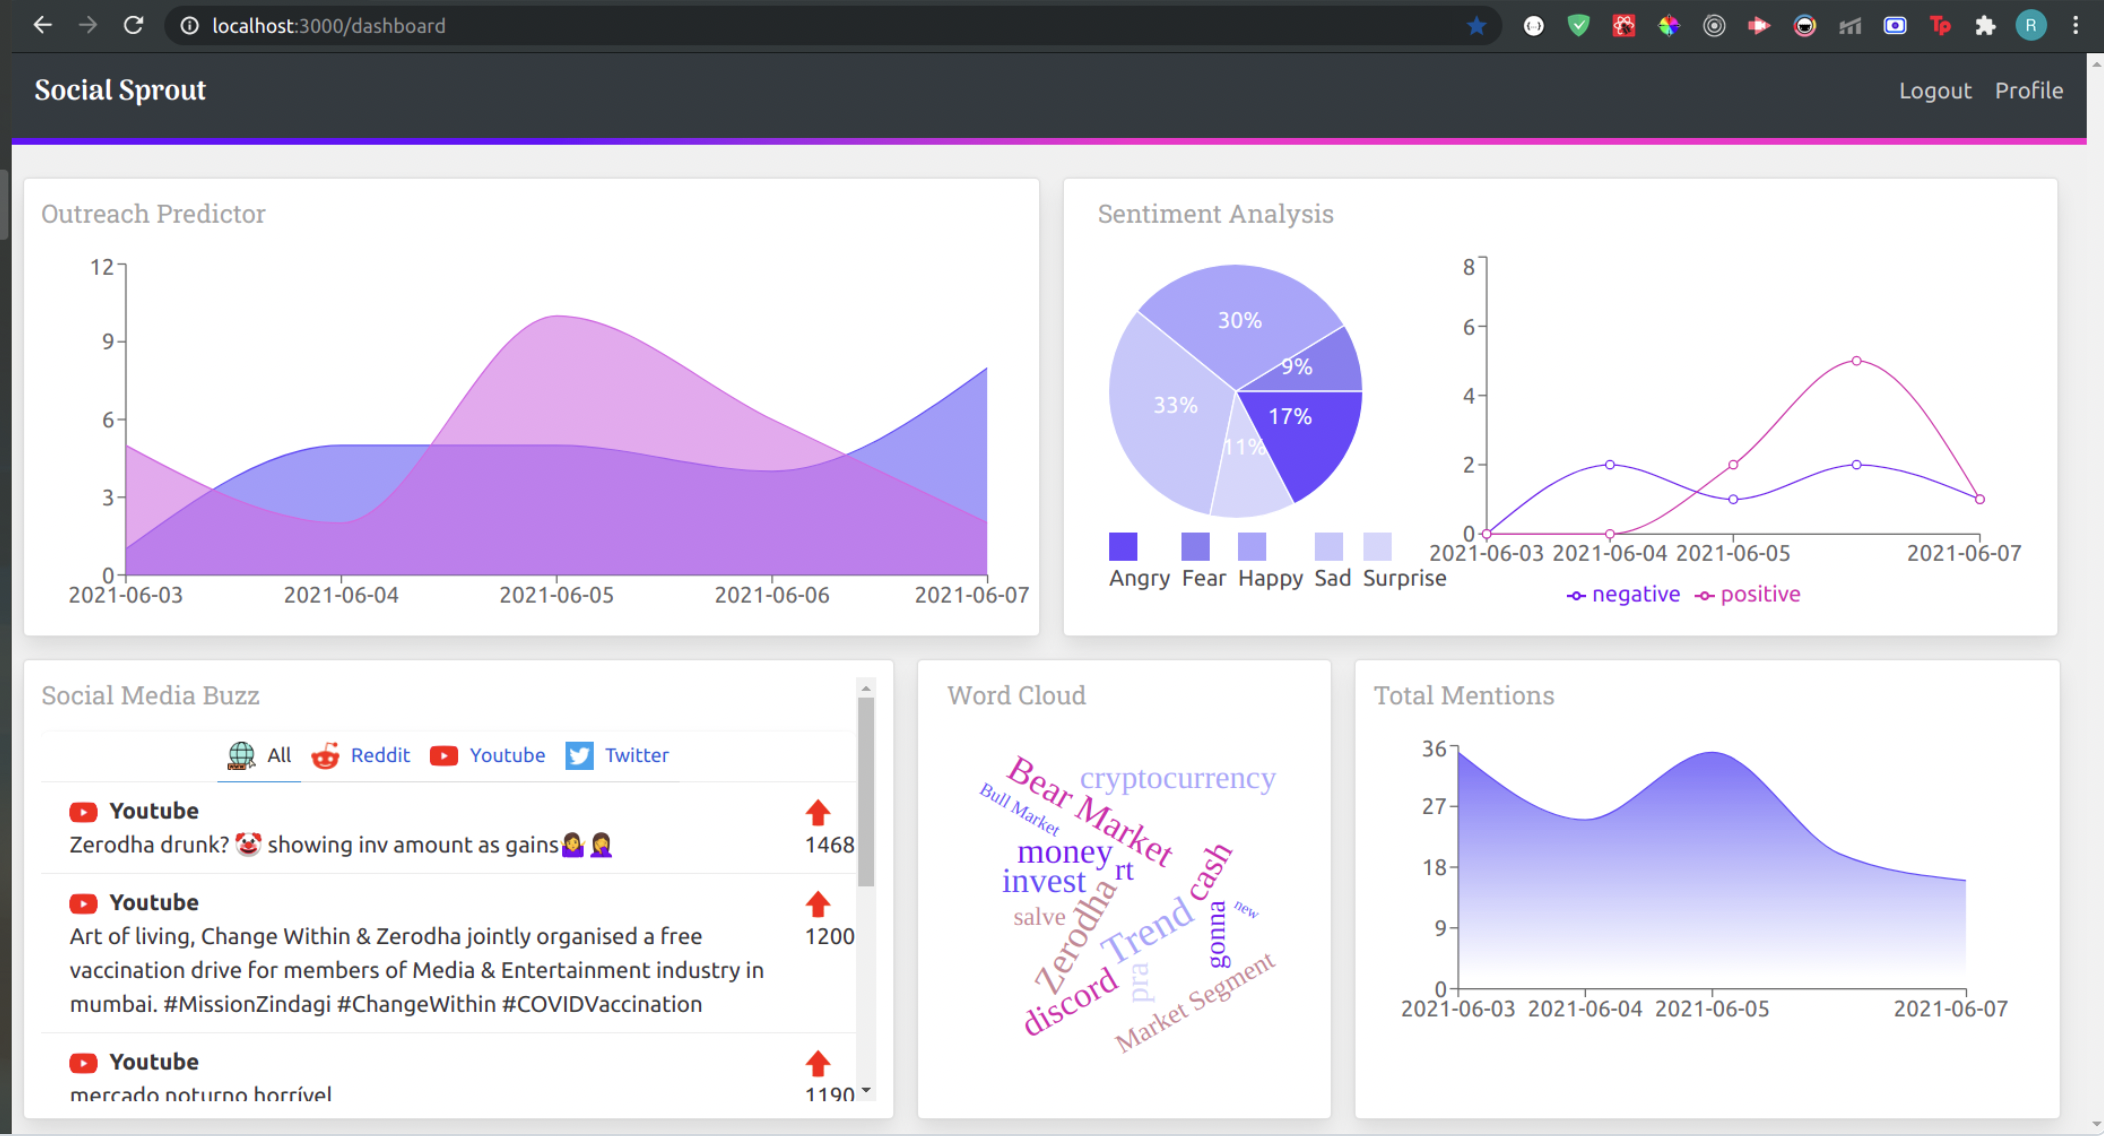 localhost:3000/dashboard
R
Social Sprout
Logout Profile
Outreach Predictor
12
9
6
3
0
2021-06-03 2021-06-04 2021-06-05 2021-06-06 2021-06-07
Sentiment Analysis
30%
9%
33%
17%
11%
Angry Fear Happy Sad Surprise
8
6
4
2
0
2021-06-03 2021-06-04 2021-06-05 2021-06-07
negative positive
Social Media Buzz
All Reddit Youtube Twitter
Youtube
Zerodha drunk? 🤡 showing inv amount as gains🤷‍♀️🤦‍♀️
1468
Youtube
Art of living, Change Within & Zerodha jointly organised a free
1200
vaccination drive for members of Media & Entertainment industry in
mumbai. #MissionZindagi #ChangeWithin #COVIDVaccination
Youtube
mercado noturno horrível
1190
Word Cloud
Bear Market
cryptocurrency
Bull Market
money
rt
cash
invest
salve
Zerodha
Trend
gonna
new
pra
discord
Market Segment
Total Mentions
36
27
18
9
0
2021-06-03 2021-06-04 2021-06-05 2021-06-07